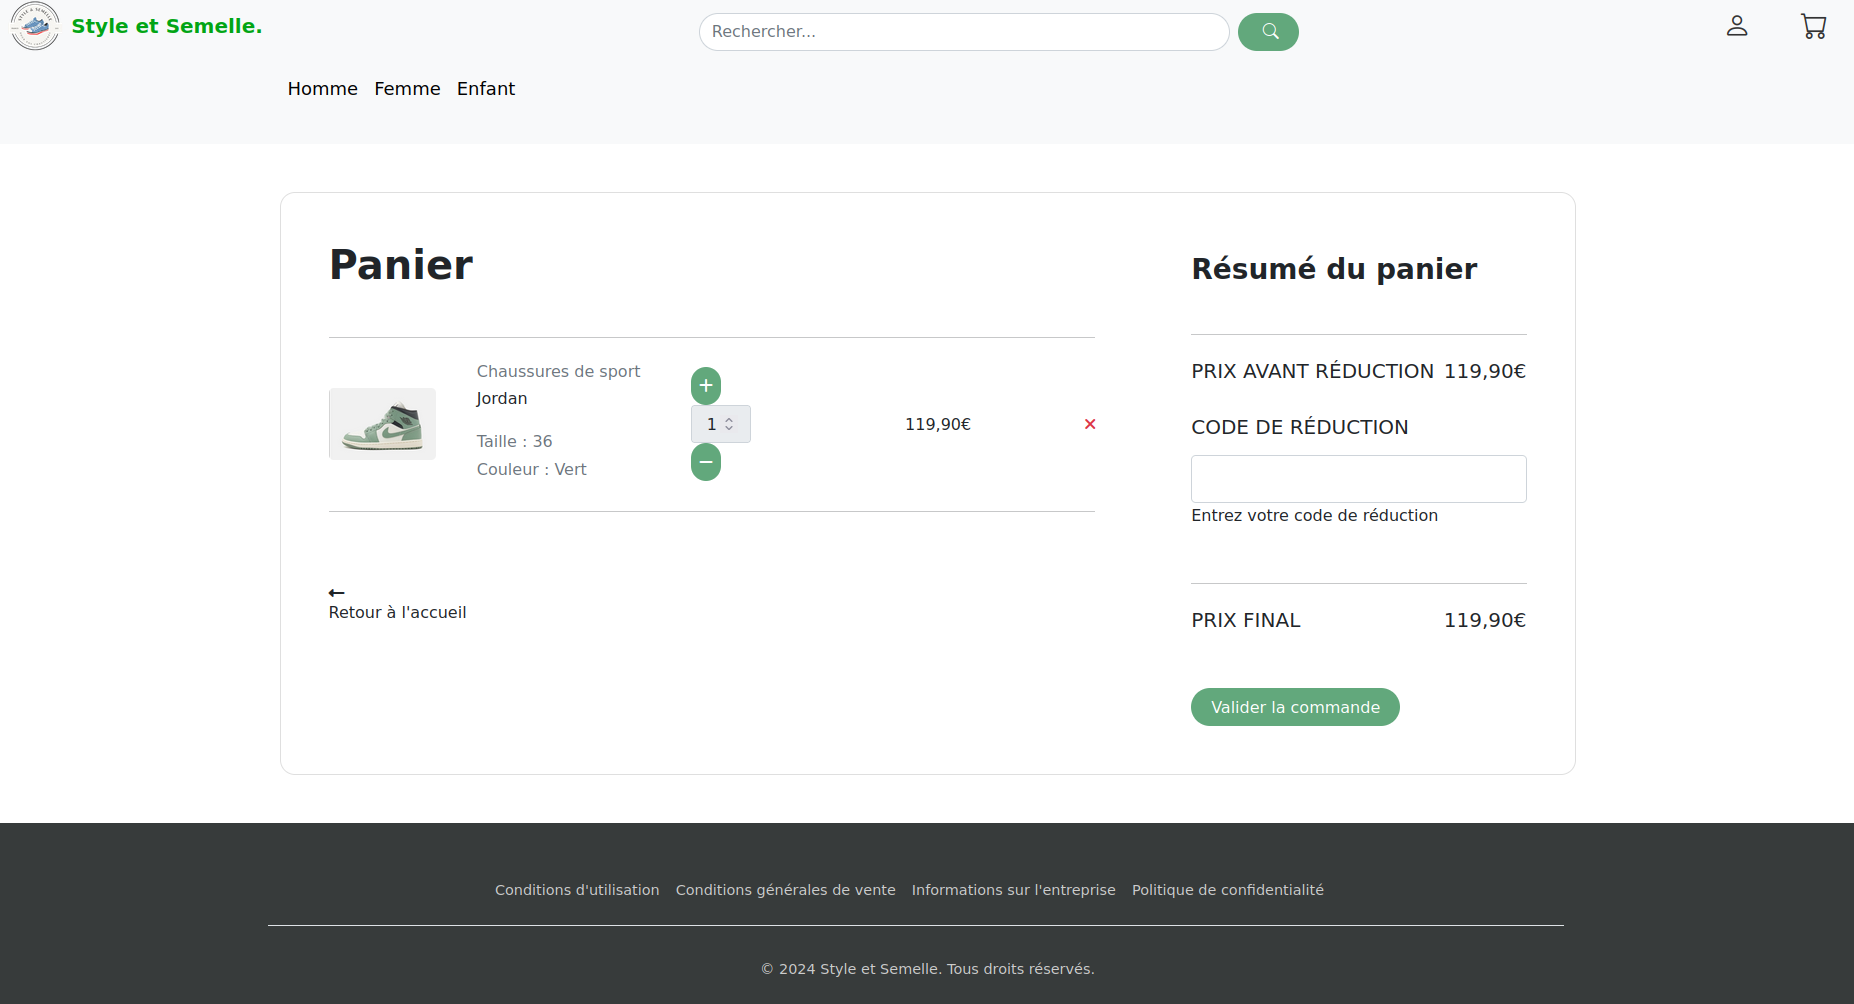 STYLE & SEMELLE
Style et Semelle.
Rechercher...
Homme Femme Enfant
Panier
Résumé du panier
Chaussures de sport
Jordan
Taille : 36
Couleur : Vert
+
1
−
119,90€
PRIX AVANT RÉDUCTION 119,90€
CODE DE RÉDUCTION
Entrez votre code de réduction
Retour à l'accueil
PRIX FINAL 119,90€
Valider la commande
Conditions d'utilisation Conditions générales de vente Informations sur l'entreprise Politique de confidentialité
© 2024 Style et Semelle. Tous droits réservés.